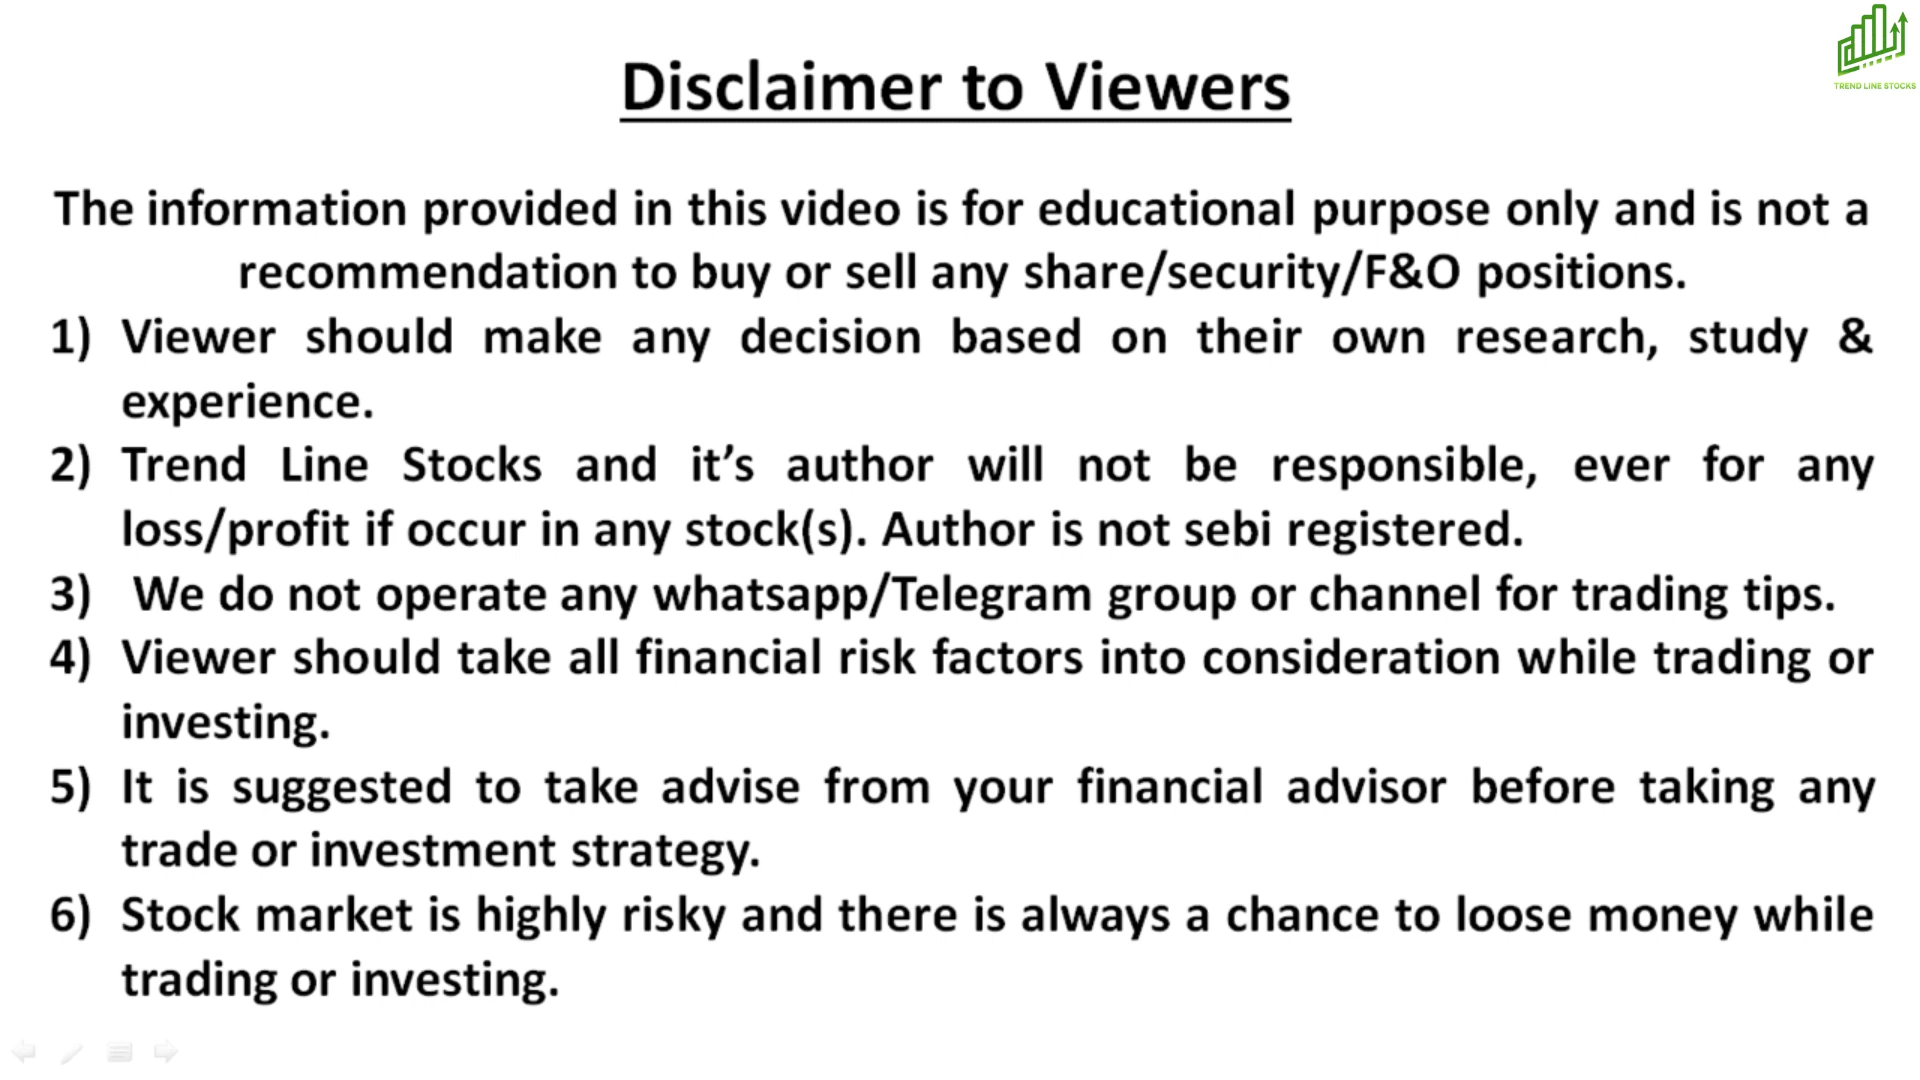 TREND LINE STOCKS
Disclaimer to Viewers
The information provided in this video is for educational purpose only and is not a
recommendation to buy or sell any share/security/F&O positions.
1) Viewer should make any decision based on their own research, study &
experience.
2) Trend Line Stocks and it’s author will not be responsible, ever for any
loss/profit if occur in any stock(s). Author is not sebi registered.
3) We do not operate any whatsapp/Telegram group or channel for trading tips.
4) Viewer should take all financial risk factors into consideration while trading or
investing.
5) It is suggested to take advise from your financial advisor before taking any
trade or investment strategy.
6) Stock market is highly risky and there is always a chance to loose money while
trading or investing.